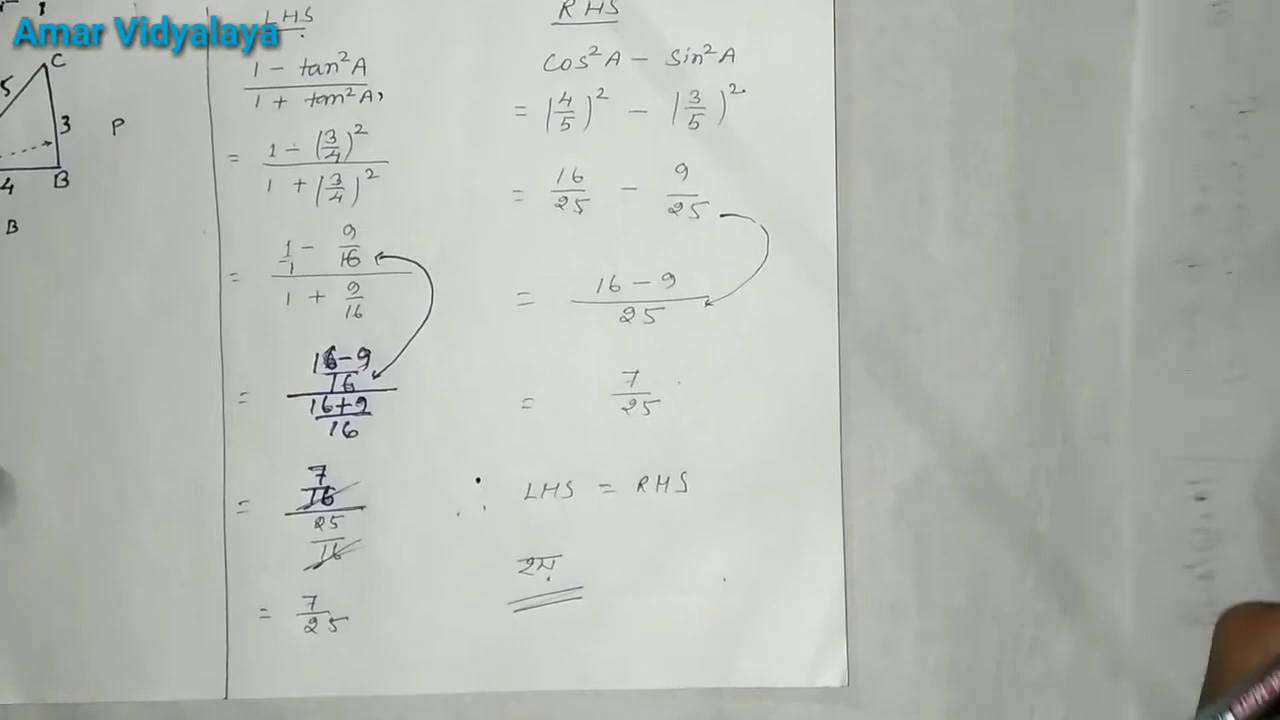 Amar Vidyalaya
C
5
3
P
4
B
B
LHS
1 - tan²A
1 + tan²A,
= 1 - (3/4)²
1 + (3/4)²
= 1/1 - 9/16
1 + 9/16
= 16-9
16
16+9
16
= 7
16
25
16
= 7/25
RHS
Cos²A - Sin²A
= (4/5)² - (3/5)²
= 16/25 - 9/25
= 16 - 9
25
= 7
25
∴ LHS = RHS